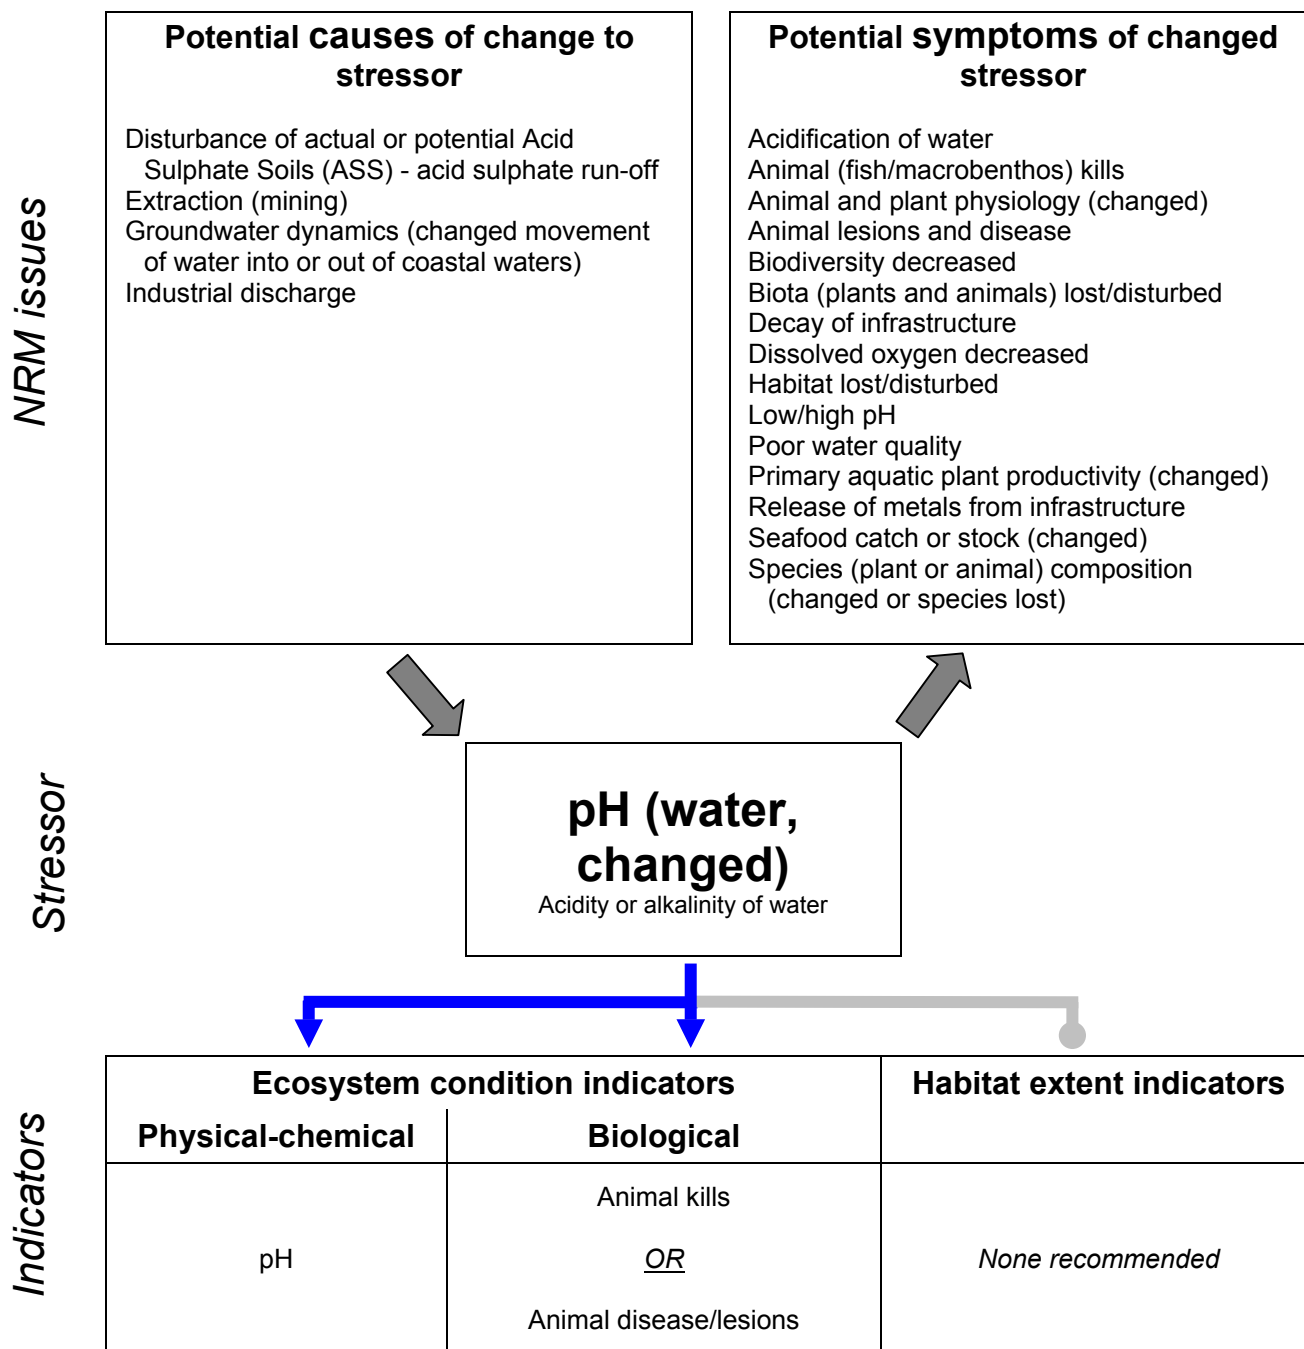 NRM issues
Potential causes of change to
stressor
Disturbance of actual or potential Acid
Sulphate Soils (ASS) - acid sulphate run-off
Extraction (mining)
Groundwater dynamics (changed movement
of water into or out of coastal waters)
Industrial discharge
Potential symptoms of changed
stressor
Acidification of water
Animal (fish/macrobenthos) kills
Animal and plant physiology (changed)
Animal lesions and disease
Biodiversity decreased
Biota (plants and animals) lost/disturbed
Decay of infrastructure
Dissolved oxygen decreased
Habitat lost/disturbed
Low/high pH
Poor water quality
Primary aquatic plant productivity (changed)
Release of metals from infrastructure
Seafood catch or stock (changed)
Species (plant or animal) composition
(changed or species lost)
Stressor
pH (water,
changed)
Acidity or alkalinity of water
Indicators
Ecosystem condition indicators
Habitat extent indicators
Physical-chemical
Biological
pH
Animal kills
OR
Animal disease/lesions
None recommended